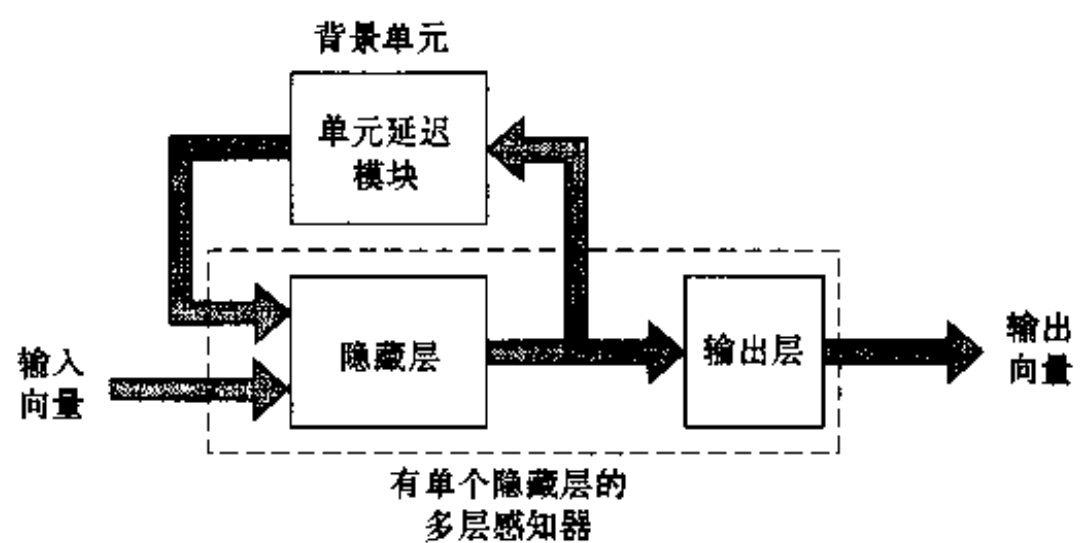 背景单元
单元延迟
模块
输入
向量
隐藏层
输出层
输出
向量
有单个隐藏层的
多层感知器